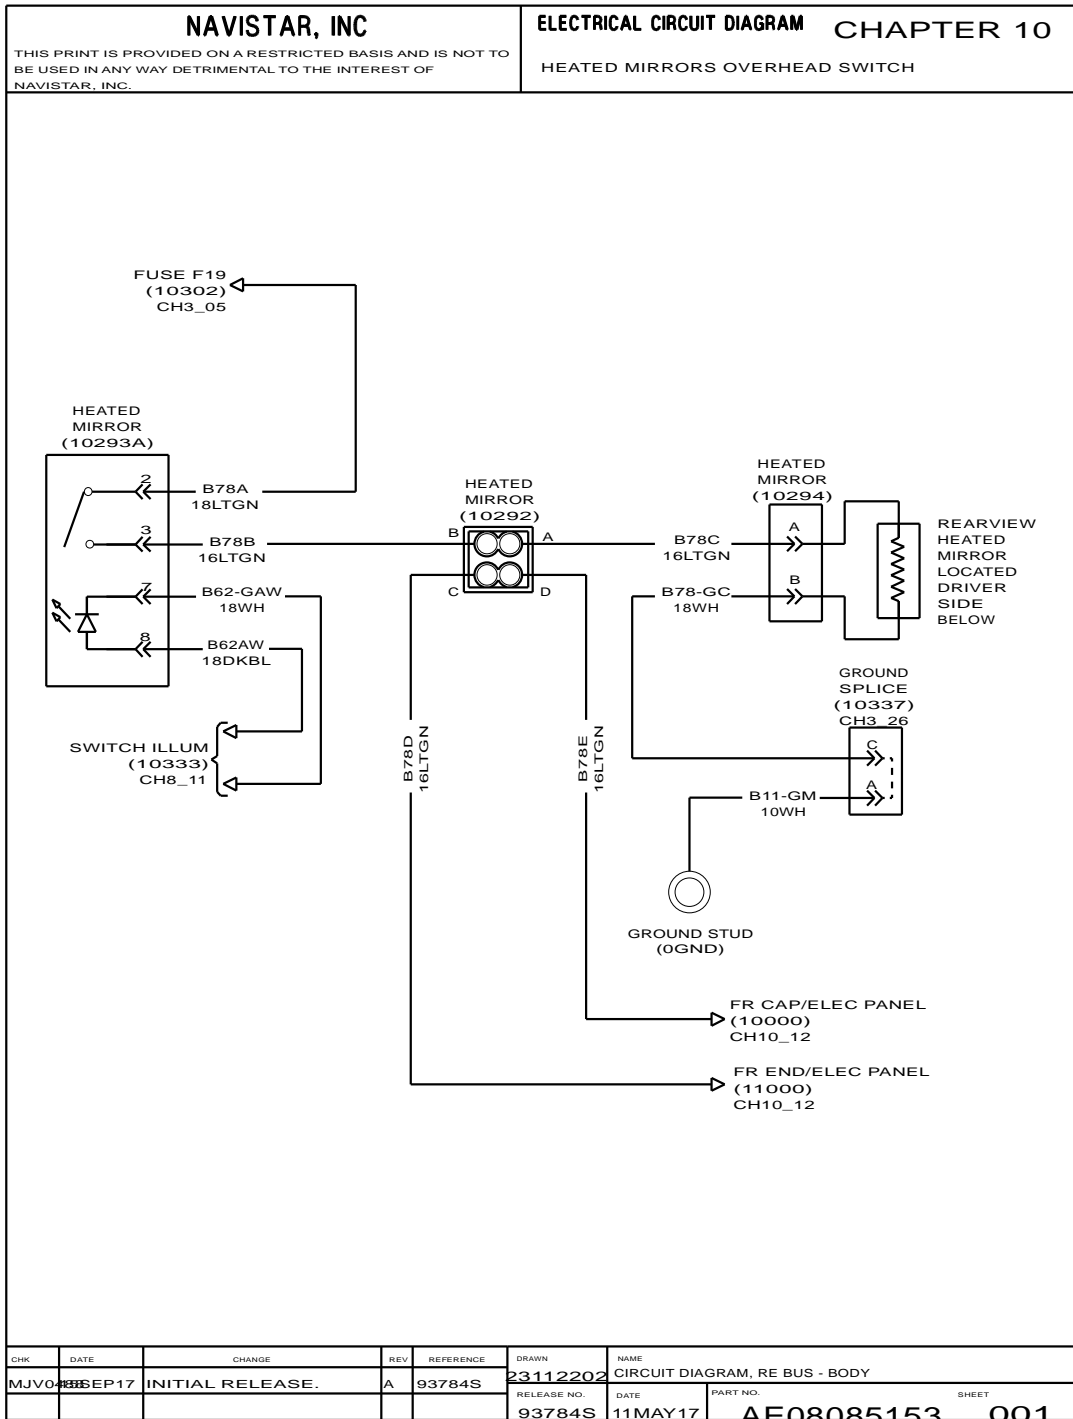 NAVISTAR, INC
THIS PRINT IS PROVIDED ON A RESTRICTED BASIS AND IS NOT TO
BE USED IN ANY WAY DETRIMENTAL TO THE INTEREST OF
NAVISTAR, INC.
ELECTRICAL CIRCUIT DIAGRAM
CHAPTER 10
HEATED MIRRORS OVERHEAD SWITCH
FUSE F19
(10302)
CH3_05
HEATED
MIRROR
(10293A)
2
B78A
18LTGN
3
B78B
16LTGN
7
B62-GAW
18WH
8
B62AW
18DKBL
SWITCH ILLUM
(10333)
CH8_11
HEATED
MIRROR
(10292)
B
A
C
D
B78D
16LTGN
B78E
16LTGN
HEATED
MIRROR
(10294)
A
B78C
16LTGN
B
B78-GC
18WH
REARVIEW
HEATED
MIRROR
LOCATED
DRIVER
SIDE
BELOW
GROUND
SPLICE
(10337)
CH3_26
C
A
B11-GM
10WH
GROUND STUD
(0GND)
FR CAP/ELEC PANEL
(10000)
CH10_12
FR END/ELEC PANEL
(11000)
CH10_12
CHK DATE CHANGE REV REFERENCE
INITIAL RELEASE. A 93784S
DRAWN
23112202
NAME
CIRCUIT DIAGRAM, RE BUS - BODY
RELEASE NO.
93784S
DATE
11MAY17
PART NO.
AE08085153
SHEET
001